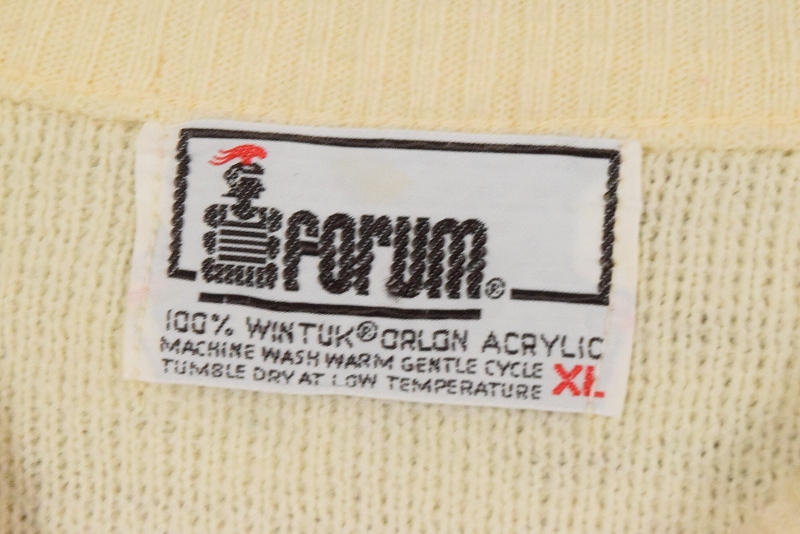 forum®
100% WINTUK® ORLON ACRYLIC
MACHINE WASH WARM GENTLE CYCLE
TUMBLE DRY AT LOW TEMPERATURE XL